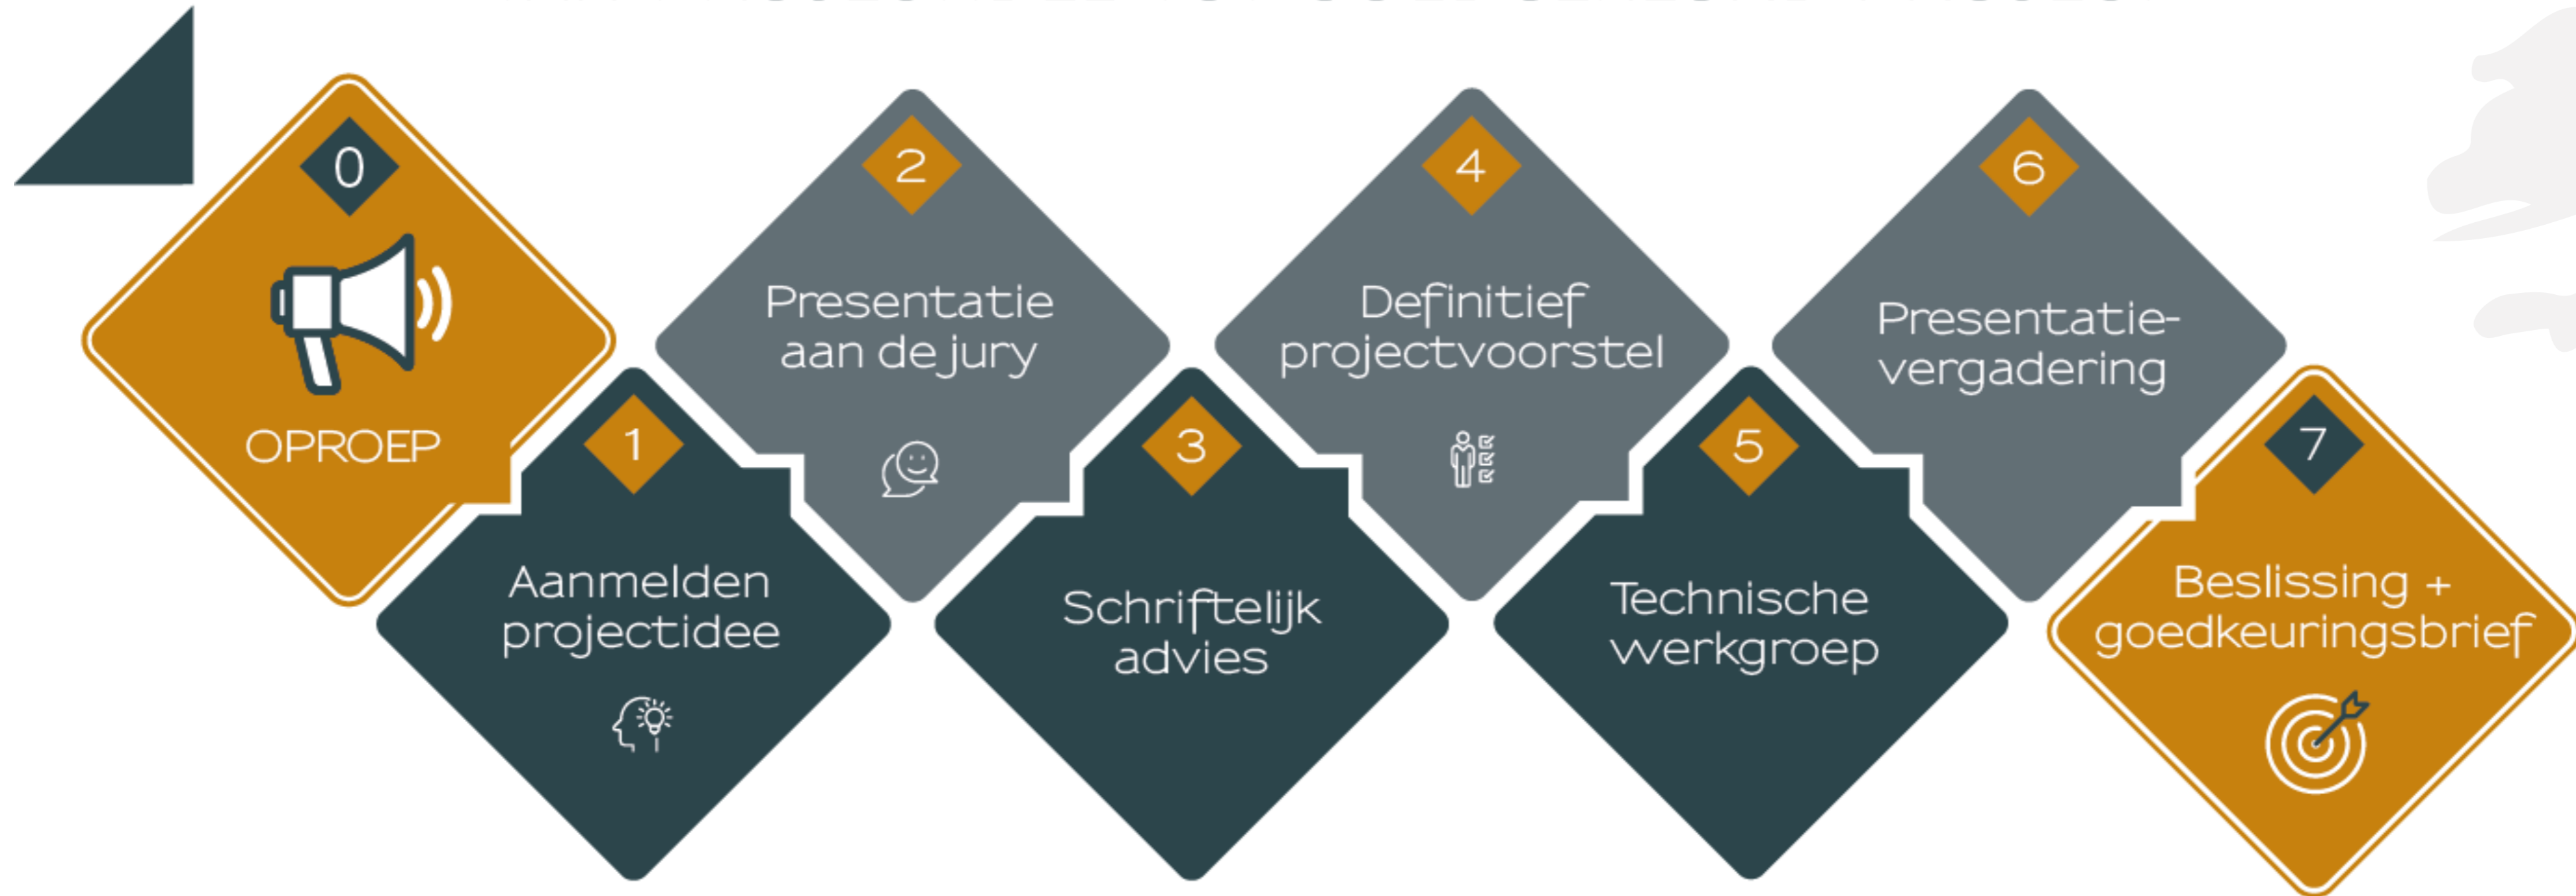 0
OPROEP
1
Aanmelden
projectidee
2
Presentatie
aan de jury
3
Schriftelijk
advies
4
Definitief
projectvoorstel
5
Technische
werkgroep
6
Presentatie-
vergadering
7
Beslissing +
goedkeuringsbrief